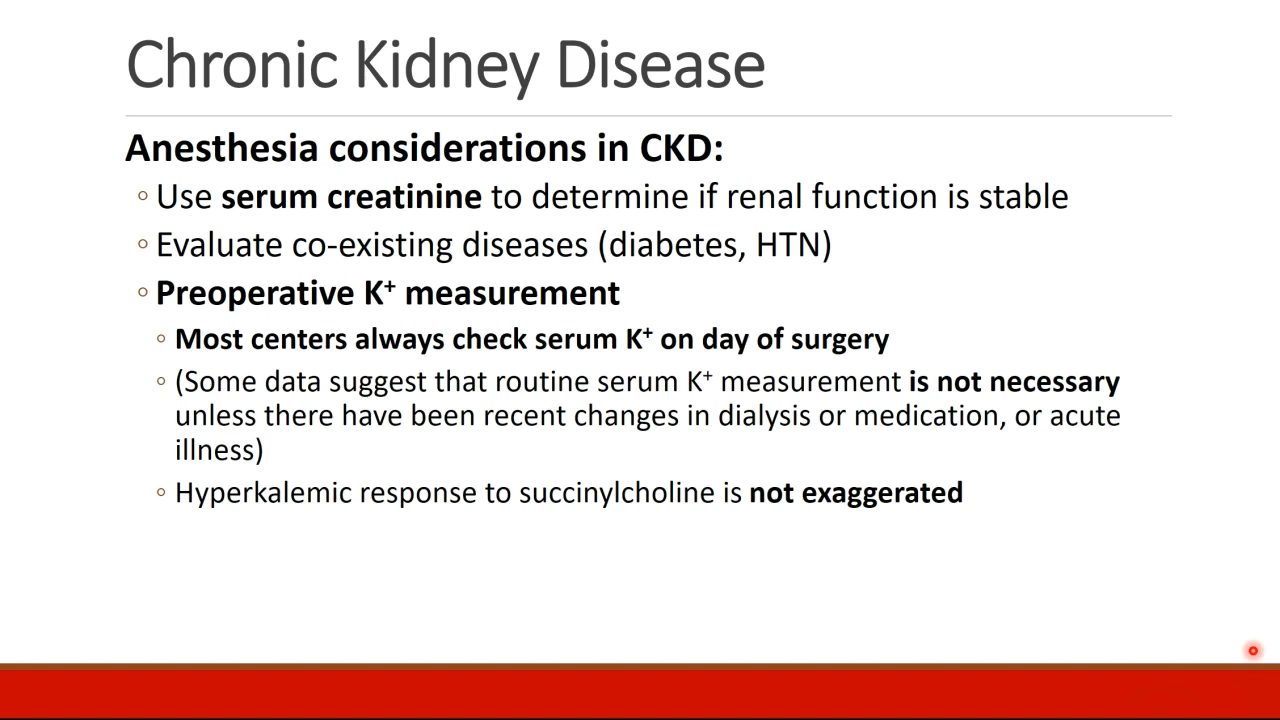 Chronic Kidney Disease
Anesthesia considerations in CKD:
◦ Use serum creatinine to determine if renal function is stable
◦ Evaluate co-existing diseases (diabetes, HTN)
◦ Preoperative K⁺ measurement
◦ Most centers always check serum K⁺ on day of surgery
◦ (Some data suggest that routine serum K⁺ measurement is not necessary
unless there have been recent changes in dialysis or medication, or acute
illness)
◦ Hyperkalemic response to succinylcholine is not exaggerated